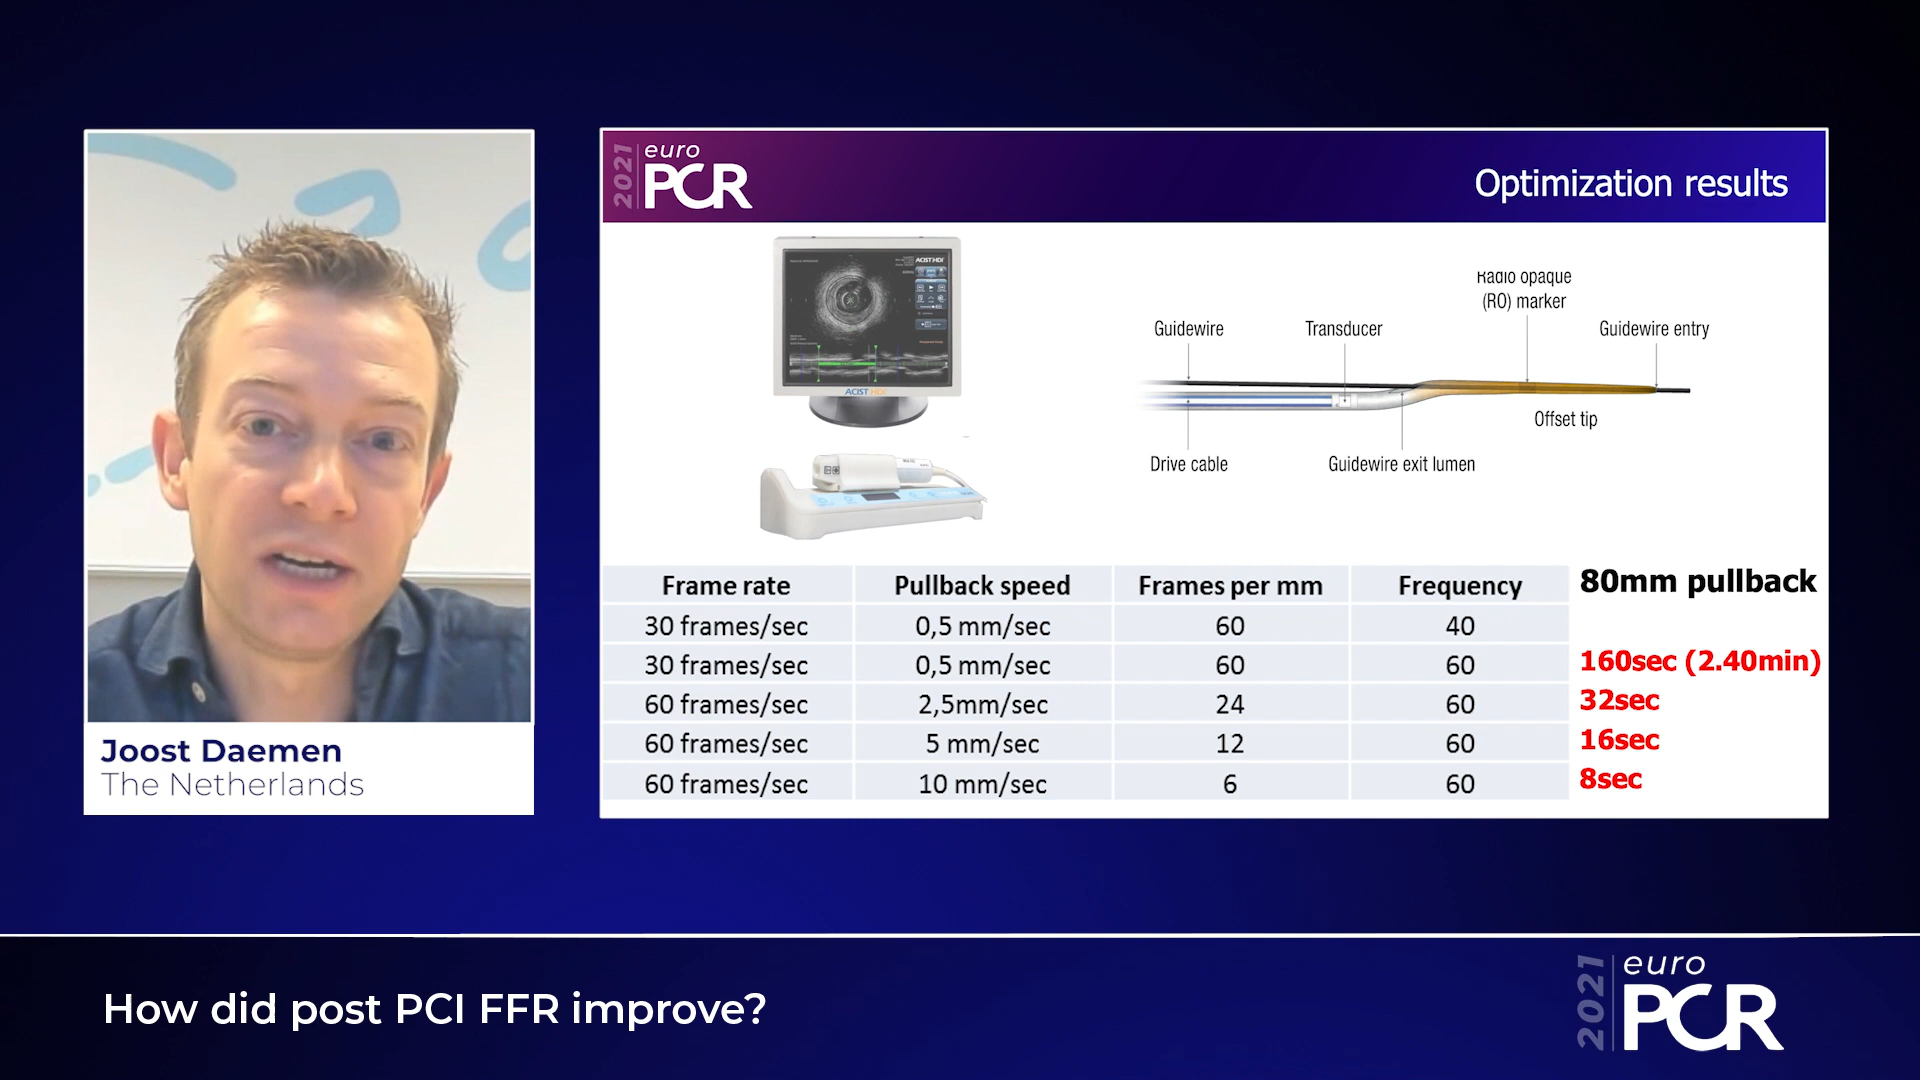 2021 euro
PCR
Optimization results
ACIST HDi
ACIST HDi
Radio opaque
(RO) marker
Guidewire
Transducer
Guidewire entry
Offset tip
Drive cable
Guidewire exit lumen
Frame rate Pullback speed Frames per mm Frequency 80mm pullback
30 frames/sec 0,5 mm/sec 60 40
30 frames/sec 0,5 mm/sec 60 60 160sec (2.40min)
60 frames/sec 2,5mm/sec 24 60 32sec
60 frames/sec 5 mm/sec 12 60 16sec
60 frames/sec 10 mm/sec 6 60 8sec
Joost Daemen
The Netherlands
How did post PCI FFR improve?
2021 euro
PCR